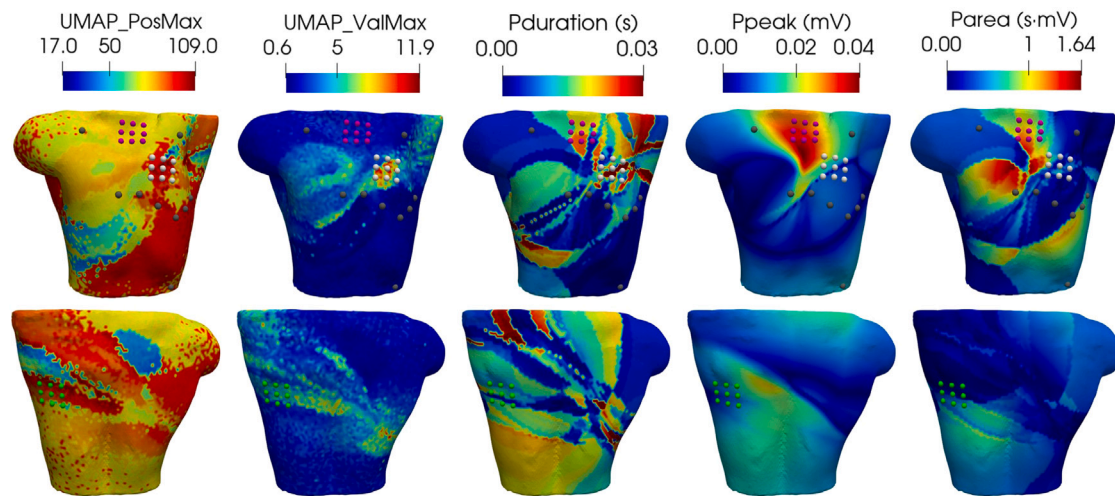 UMAP_PosMax
17.0 50 109.0
UMAP_ValMax
0.6 5 11.9
Pduration (s)
0.00 0.03
Ppeak (mV)
0.00 0.02 0.04
Parea (s·mV)
0.00 1 1.64